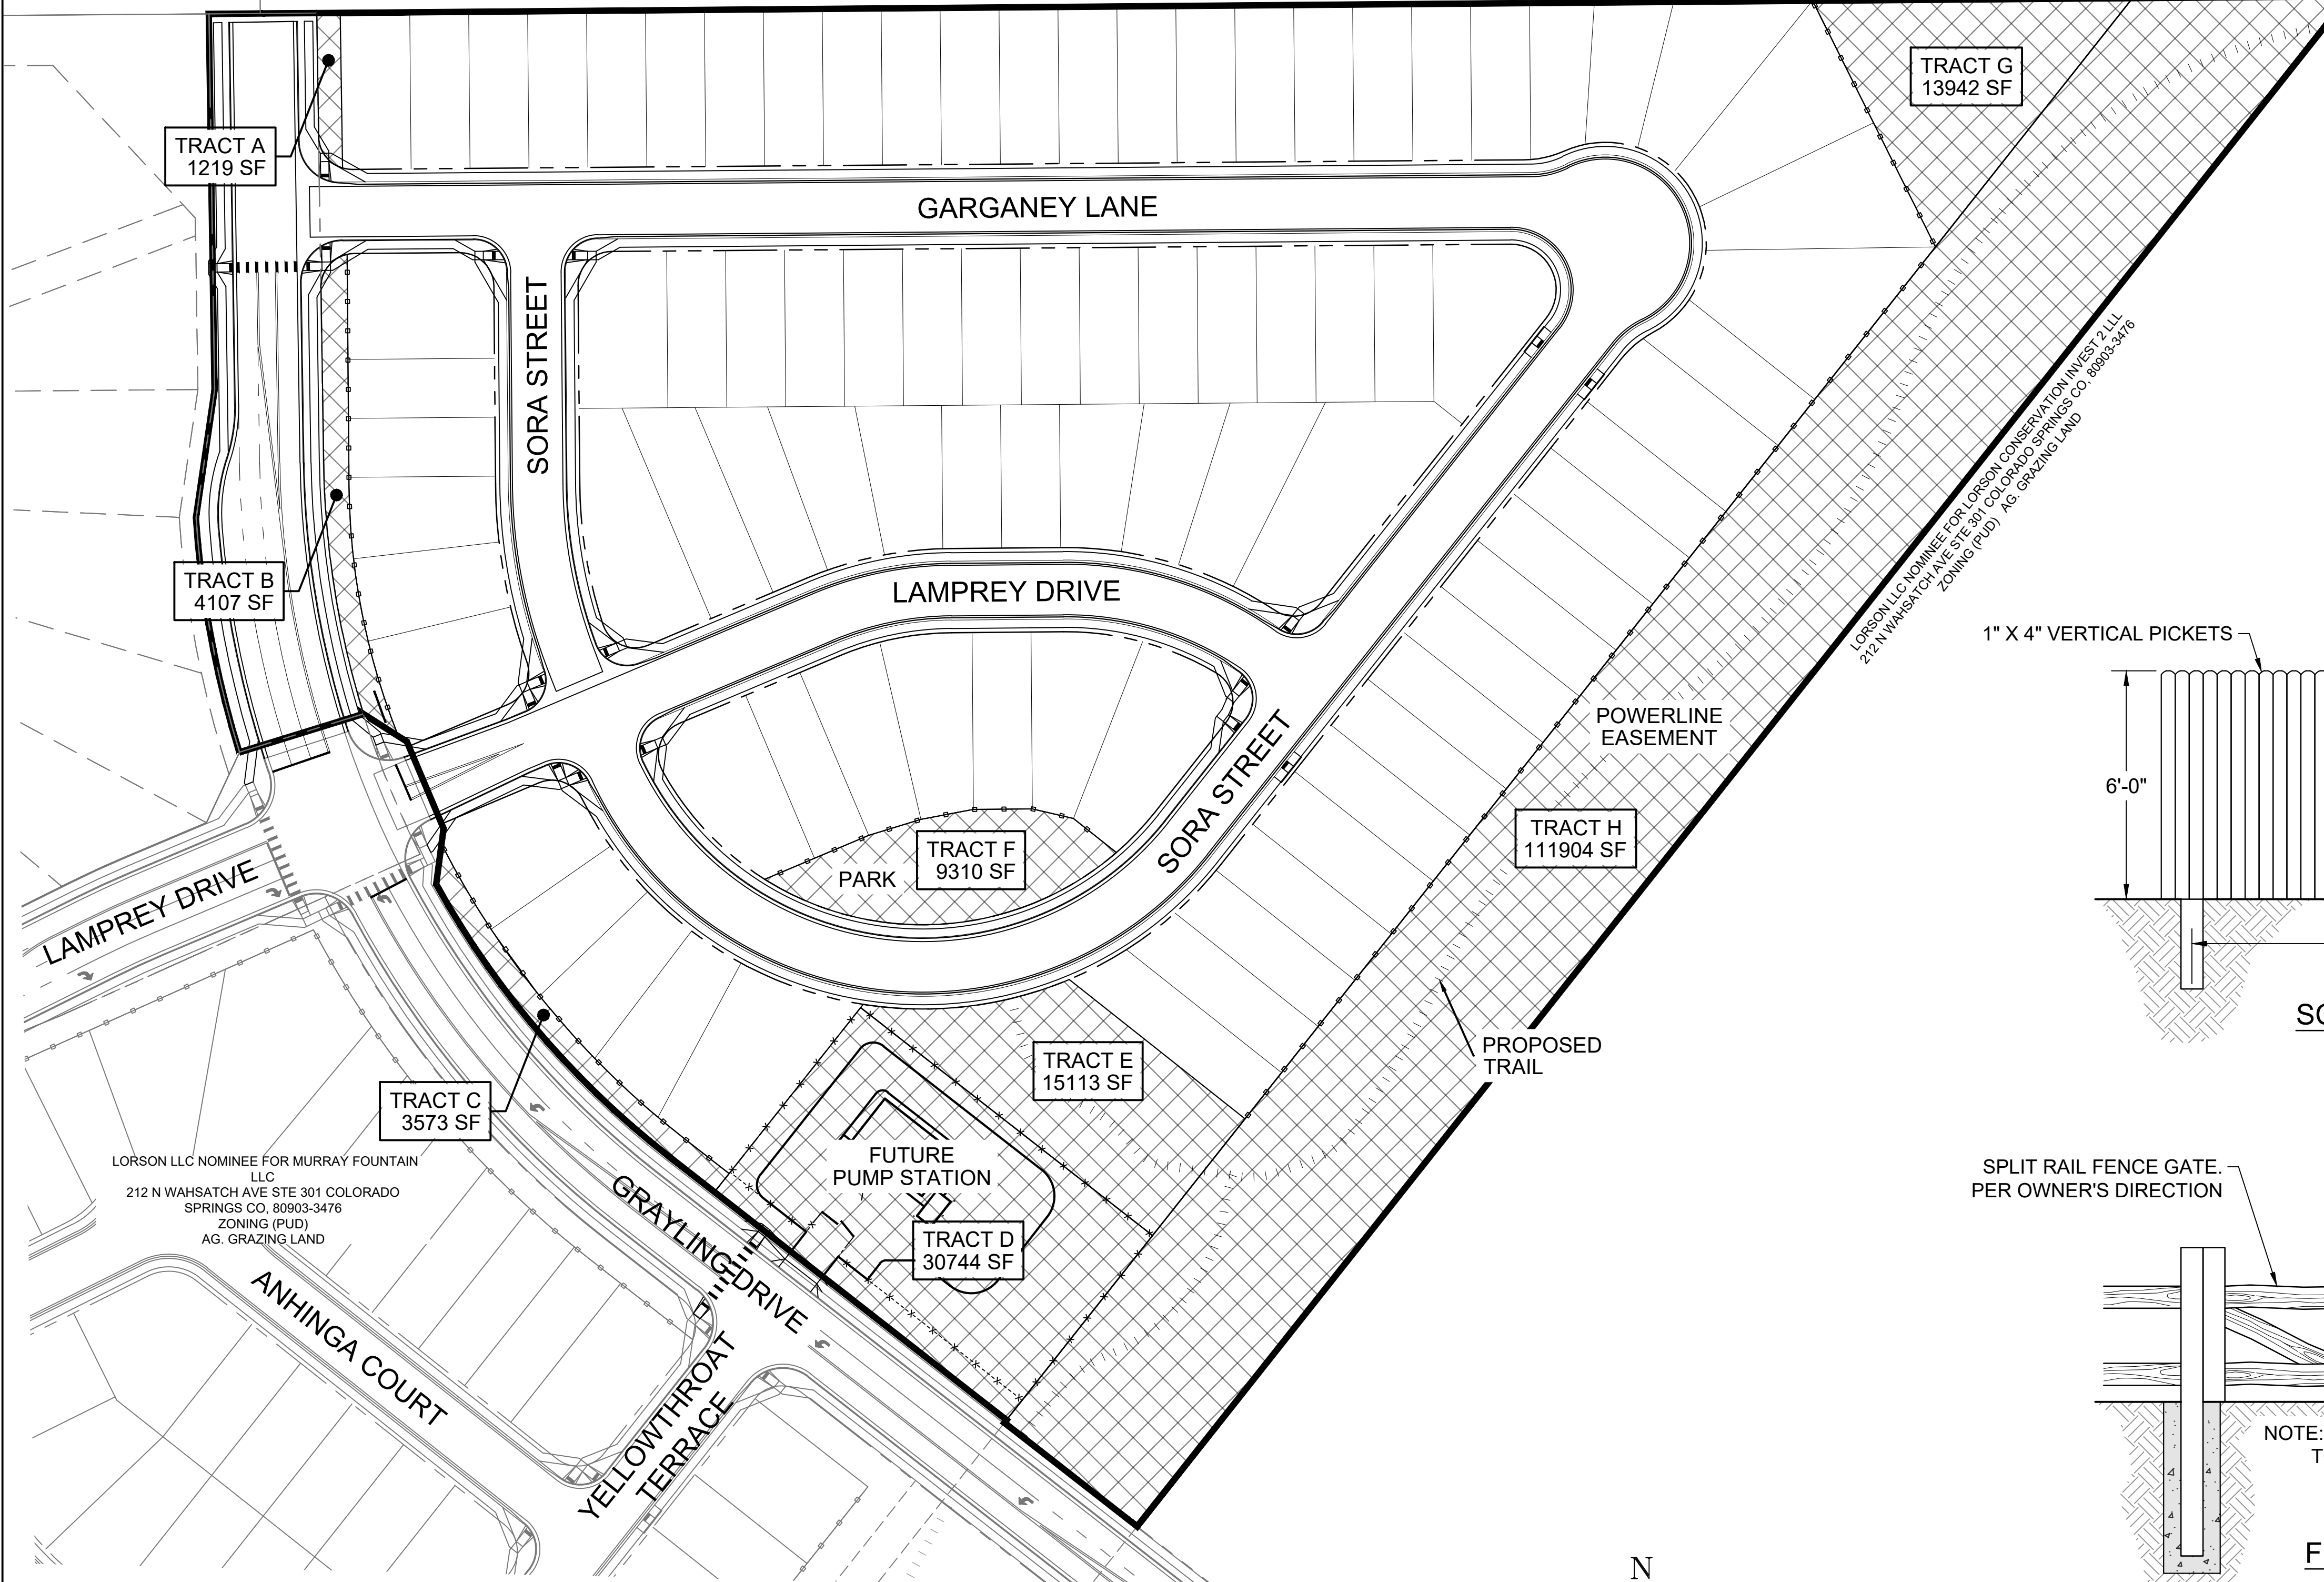 TRACT G
13942 SF
TRACT A
1219 SF
GARGANEY LANE
SORA STREET
LORSON LLC NOMINEE FOR LORSON CONSERVATION INVEST 2 LLL
212 N WAHSATCH AVE STE 301 COLORADO SPRINGS CO, 80903-3476
ZONING (PUD) AG. GRAZING LAND
TRACT B
4107 SF
LAMPREY DRIVE
1" X 4" VERTICAL PICKETS
6'-0"
POWERLINE
EASEMENT
SORA STREET
TRACT H
111904 SF
TRACT F
9310 SF
PARK
LAMPREY DRIVE
PROPOSED
TRAIL
TRACT E
15113 SF
TRACT C
3573 SF
FUTURE
PUMP STATION
LORSON LLC NOMINEE FOR MURRAY FOUNTAIN
LLC
212 N WAHSATCH AVE STE 301 COLORADO
SPRINGS CO, 80903-3476
ZONING (PUD)
AG. GRAZING LAND
SPLIT RAIL FENCE GATE.
PER OWNER'S DIRECTION
GRAYLING DRIVE
TRACT D
30744 SF
ANHINGA COURT
YELLOWTHROAT
TERRACE
NOTE:
N